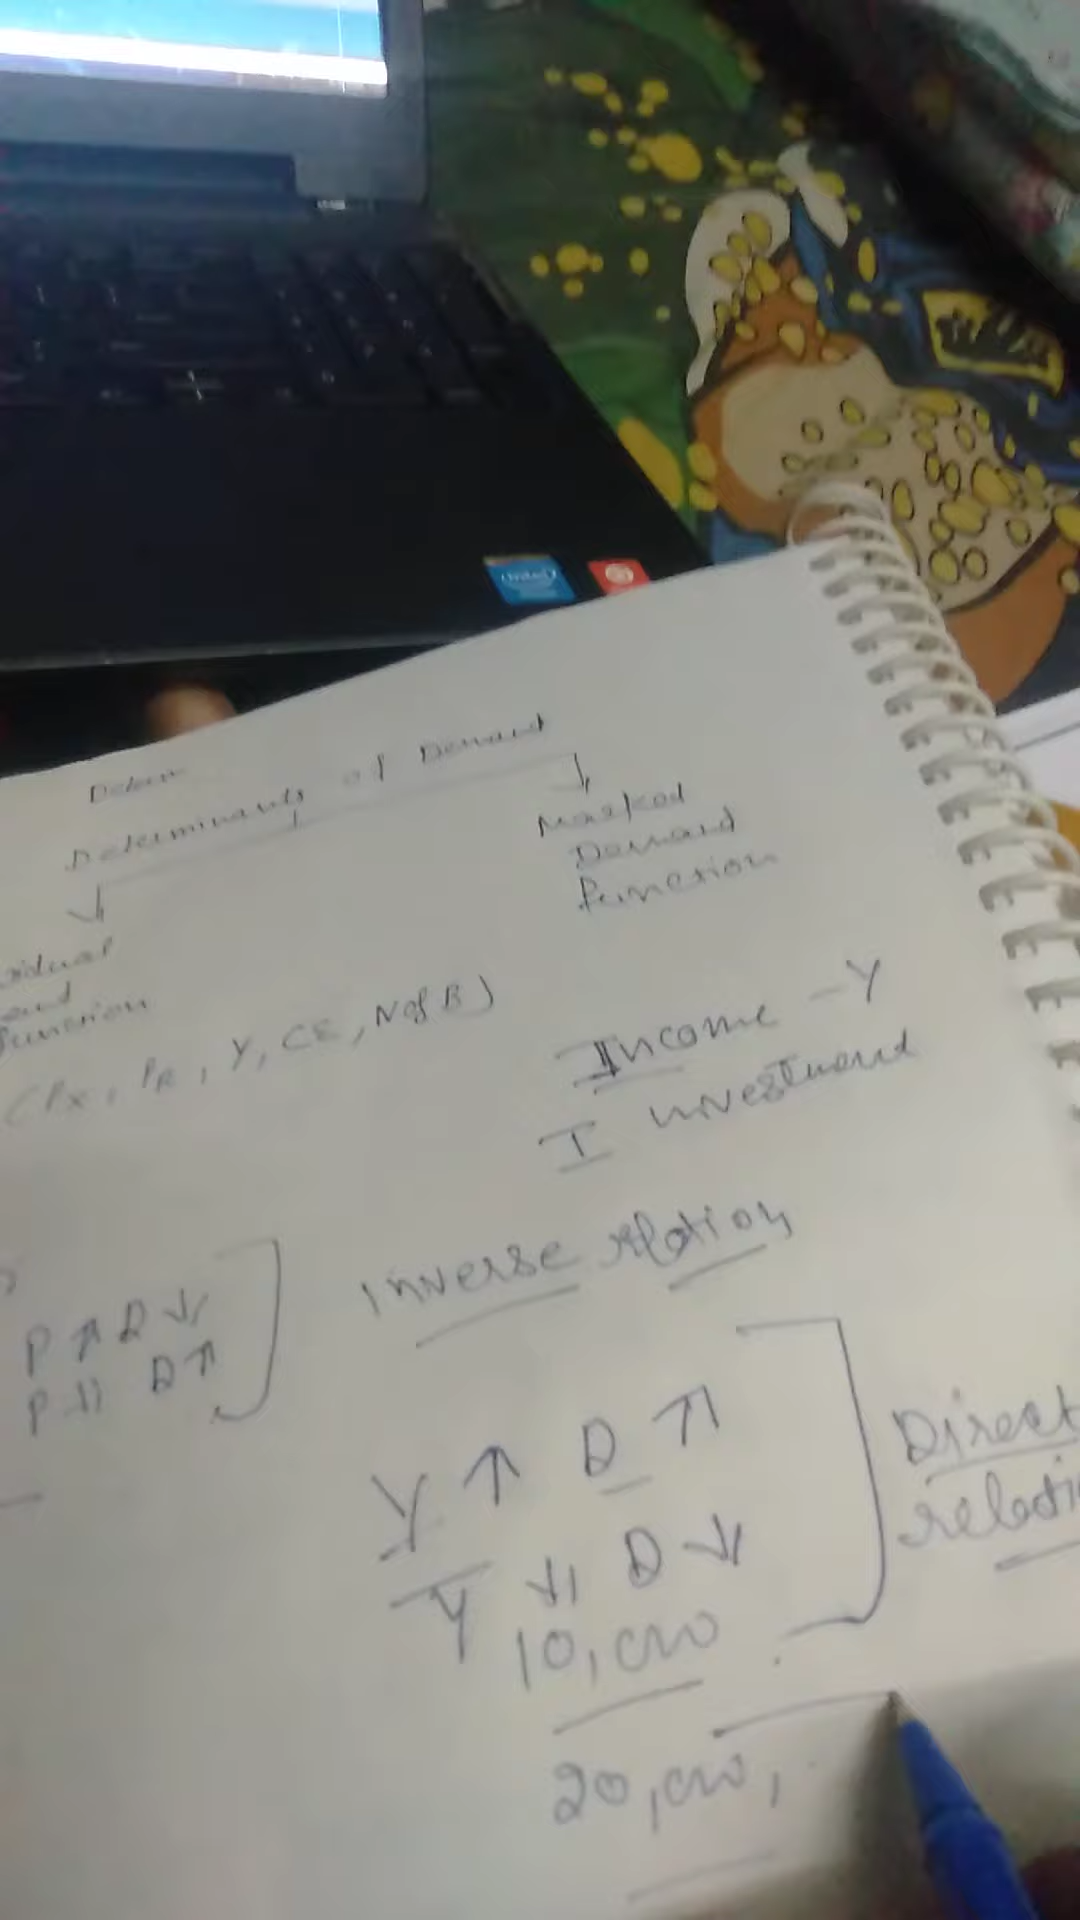 Determinants of Demand
Market
Demand
Function
Function
(Px, PR, Y, CE, N of B)
Income - Y
I investment
Inverse relation
P ↑ D ↓
P ↓ D ↑
Y ↑ D ↑
Y ↓ D ↓
Direct
10,000
20,000,